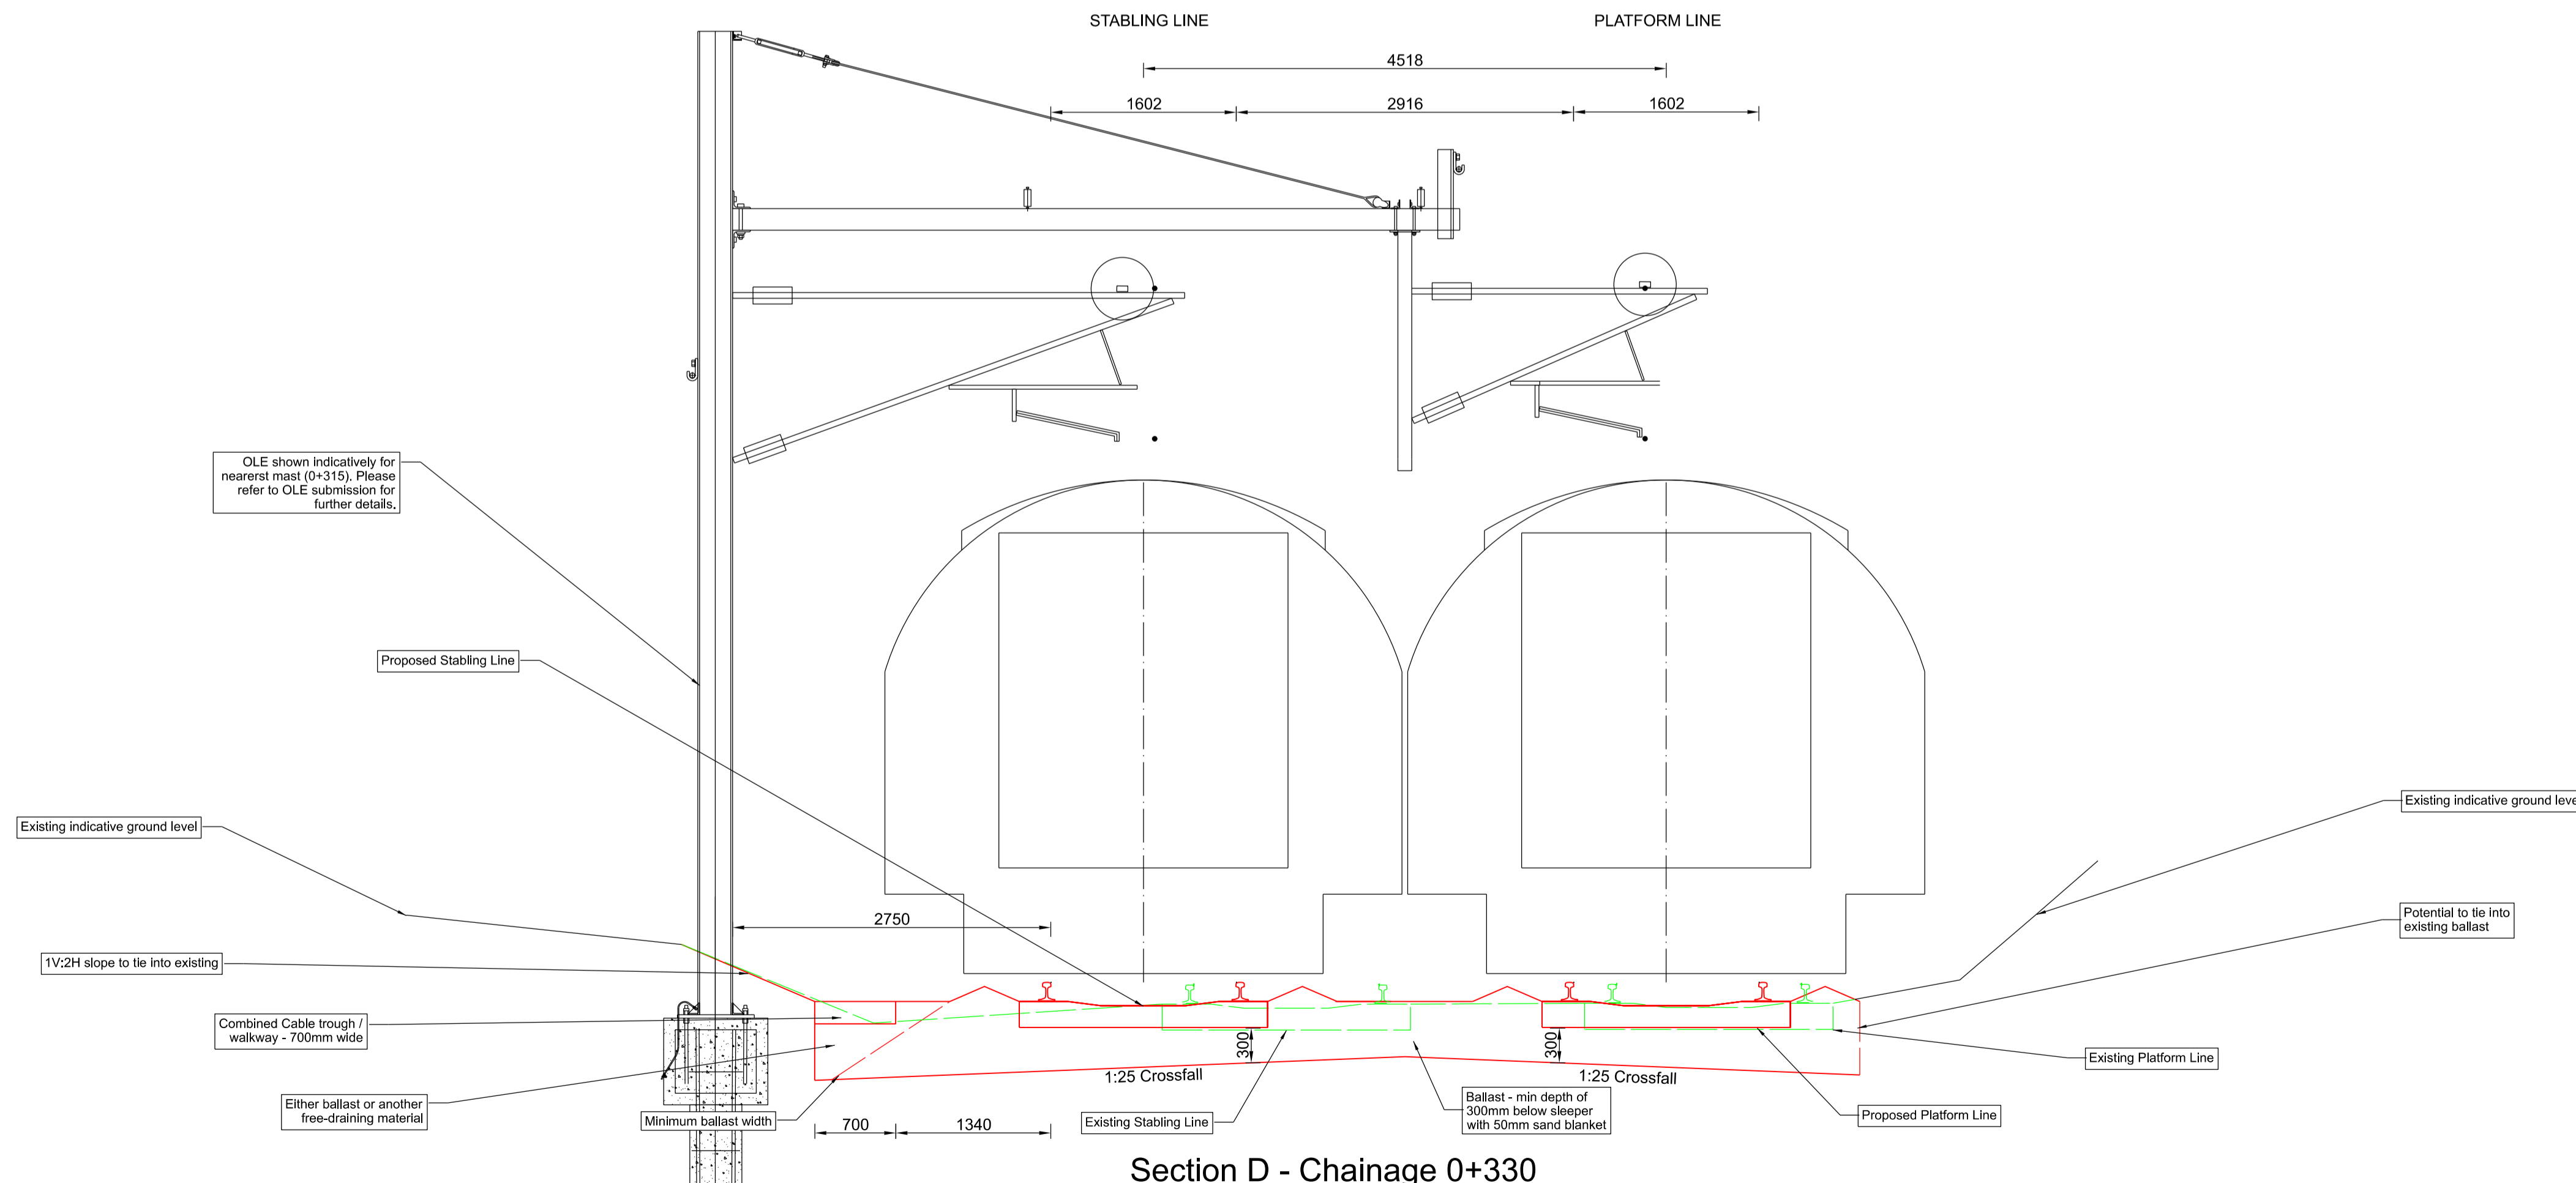 STABLING LINE
PLATFORM LINE
4518
1602
2916
1602
OLE shown indicatively for
nearerst mast (0+315). Please
refer to OLE submission for
further details.
Proposed Stabling Line
Existing indicative ground level
Existing indicative ground leve
2750
Potential to tie into
existing ballast
1V:2H slope to tie into existing
Combined Cable trough /
walkway - 700mm wide
300
300
Existing Platform Line
1:25 Crossfall
1:25 Crossfall
Either ballast or another
free-draining material
Minimum ballast width
700
1340
Existing Stabling Line
Ballast - min depth of
300mm below sleeper
with 50mm sand blanket
Proposed Platform Line
Section D - Chainage 0+330